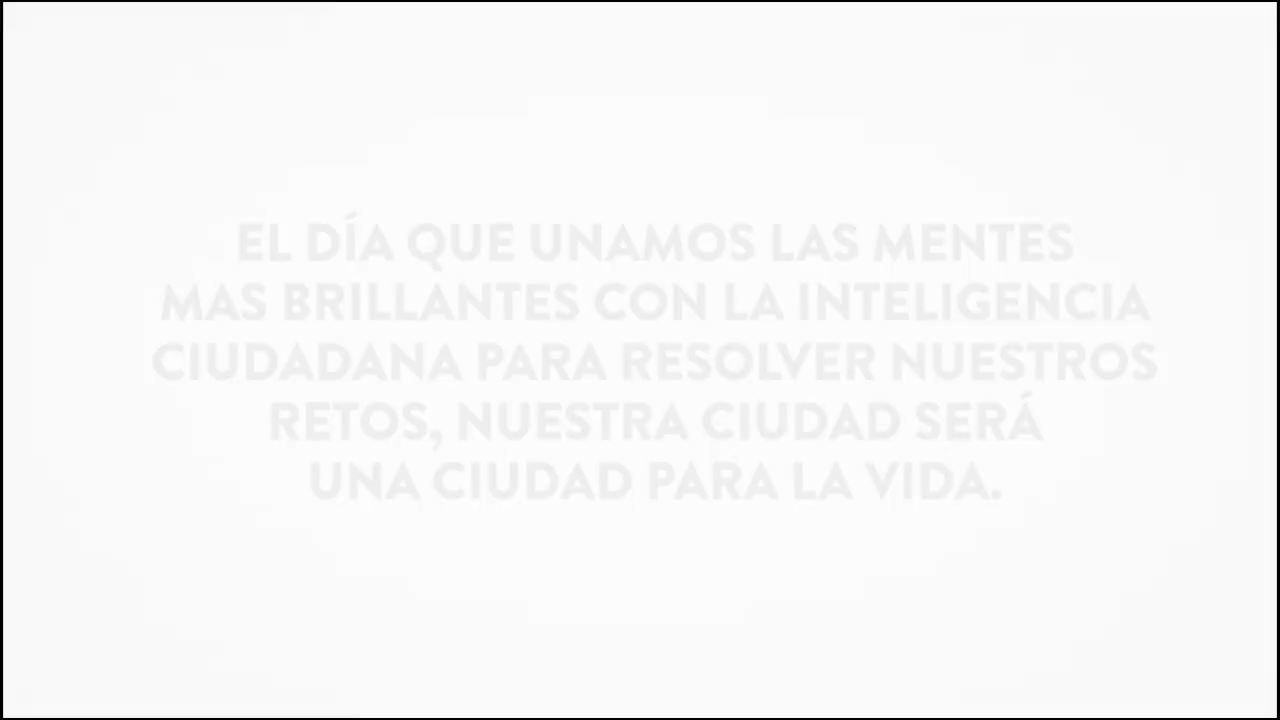 EL DÍA QUE UNAMOS LAS MENTES
MAS BRILLANTES CON LA INTELIGENCIA
CIUDADANA PARA RESOLVER NUESTROS
RETOS, NUESTRA CIUDAD SERÁ
UNA CIUDAD PARA LA VIDA.